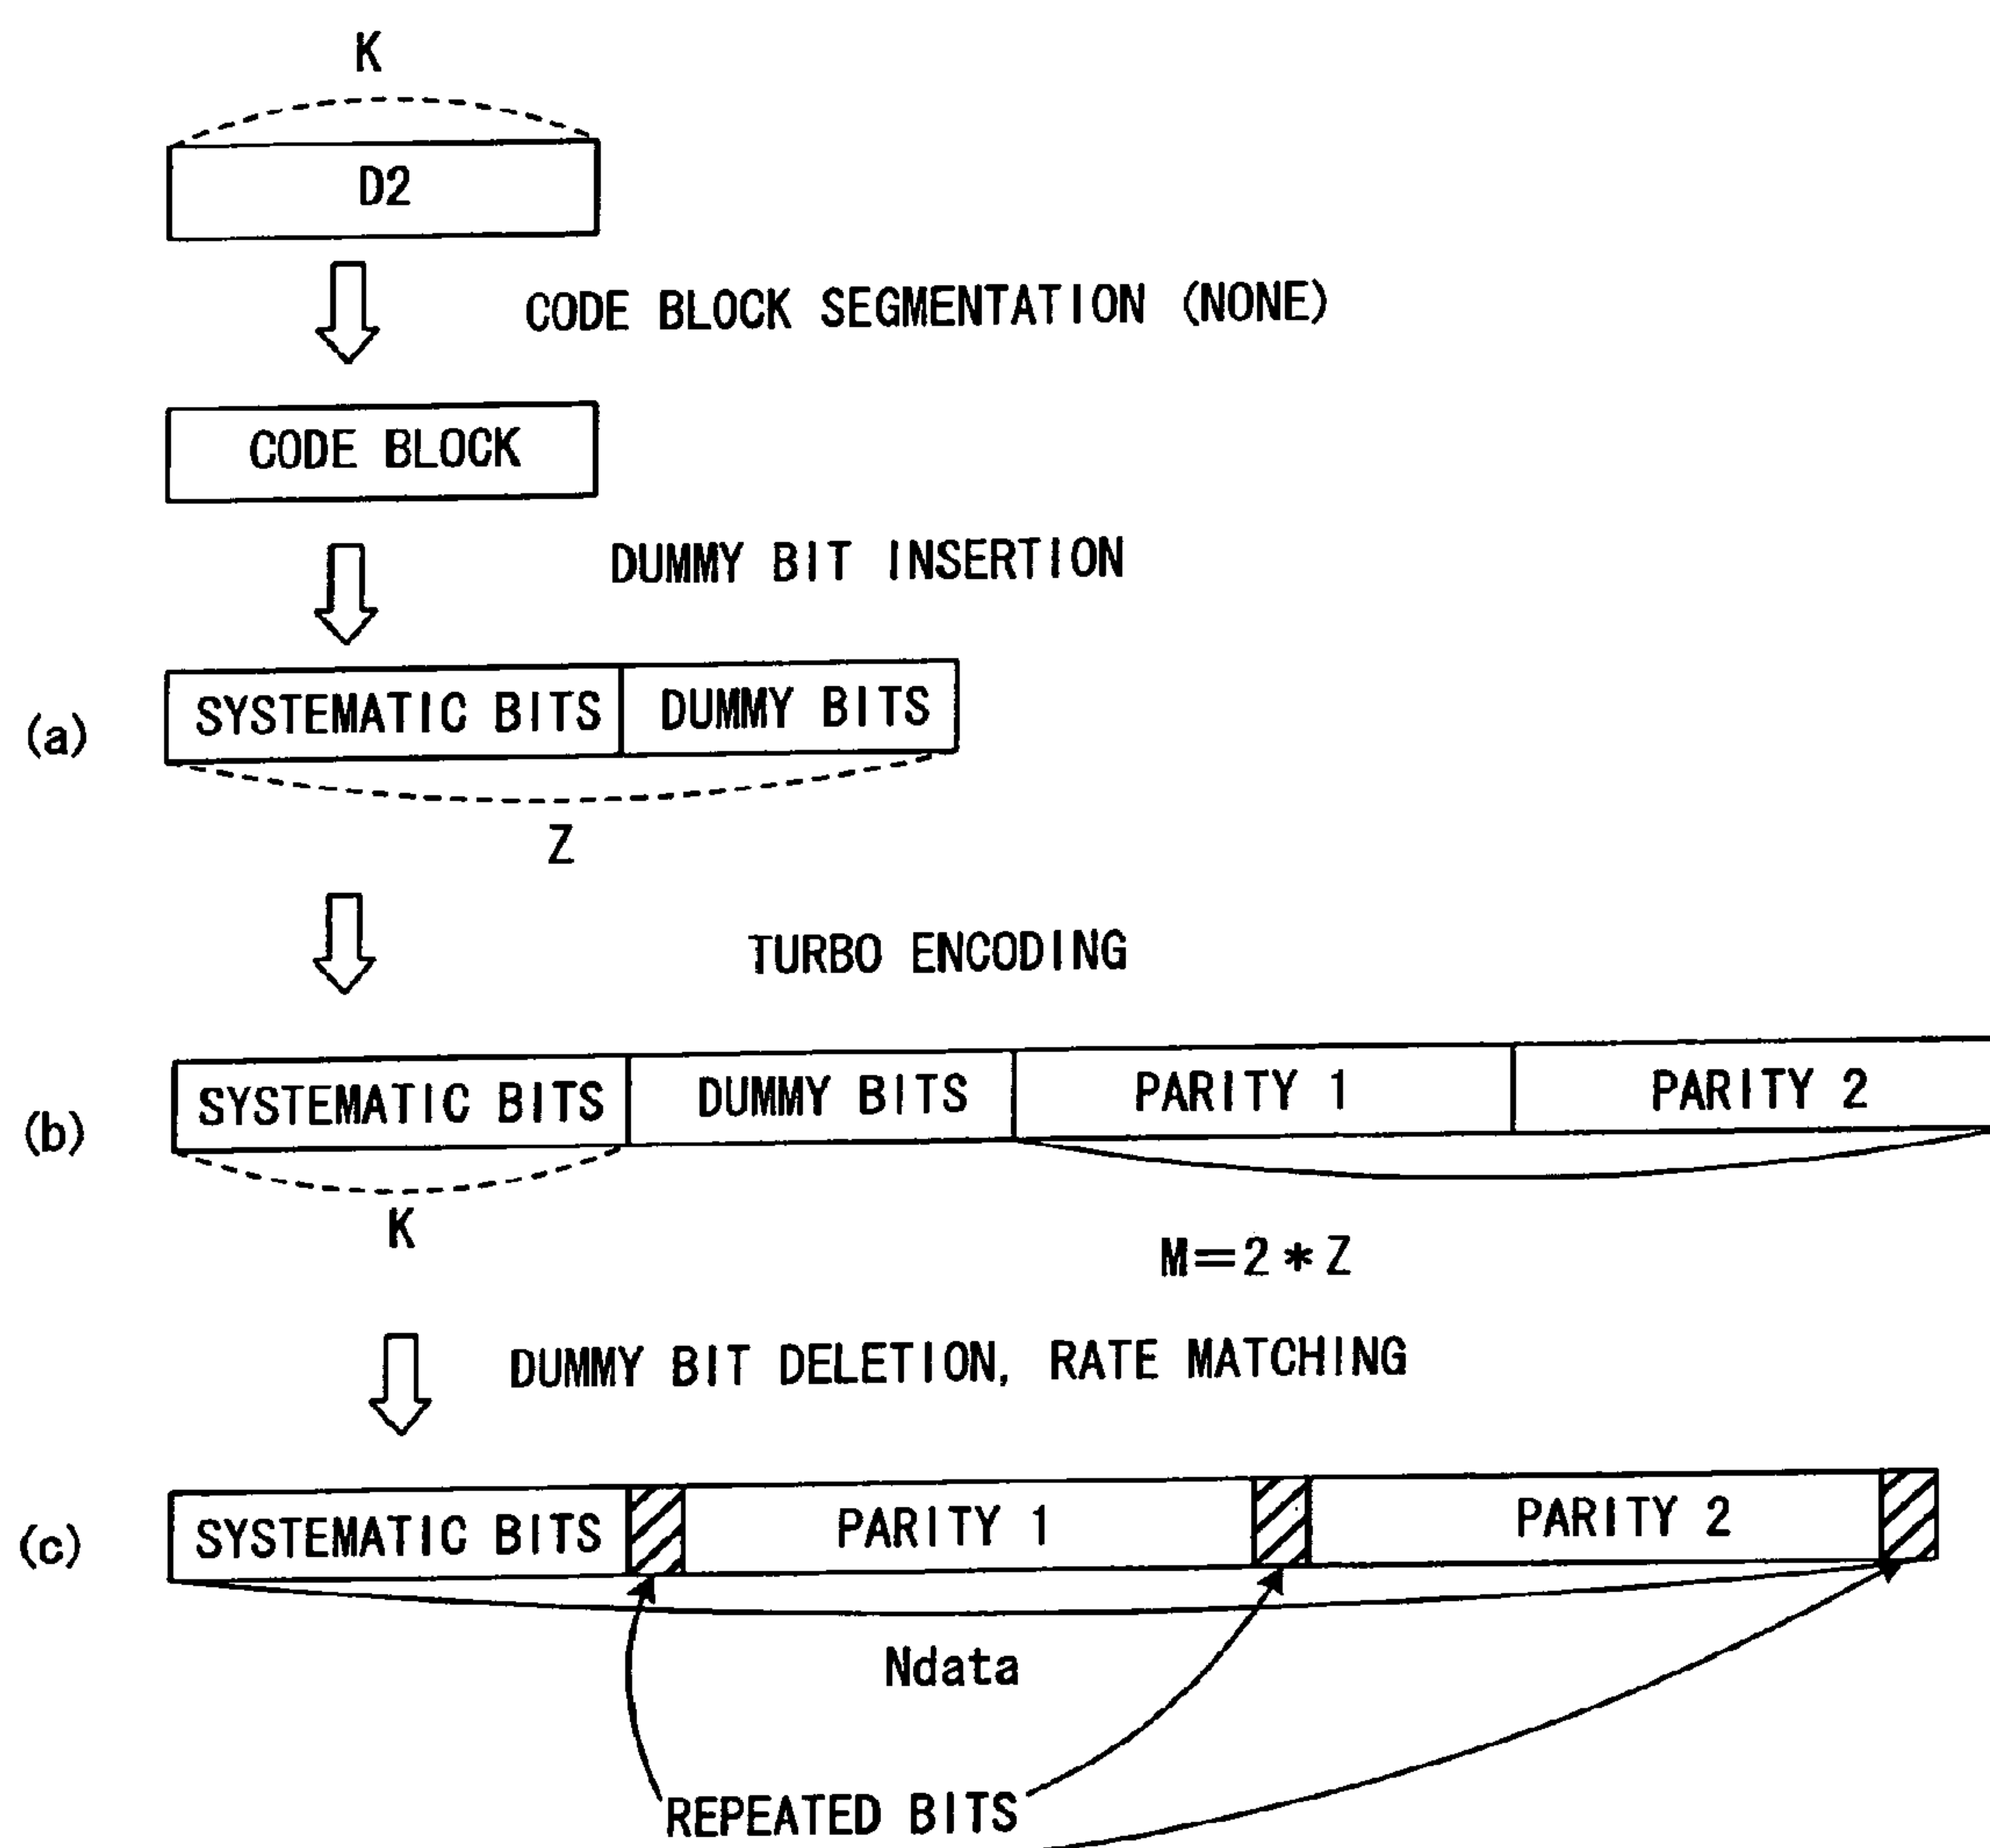 K
D2
CODE BLOCK SEGMENTATION (NONE)
CODE BLOCK
DUMMY BIT INSERTION
(a) SYSTEMATIC BITS DUMMY BITS
Z
TURBO ENCODING
(b) SYSTEMATIC BITS DUMMY BITS PARITY 1 PARITY 2
K
M=2*Z
DUMMY BIT DELETION, RATE MATCHING
(c) SYSTEMATIC BITS PARITY 1 PARITY 2
Ndata
REPEATED BITS